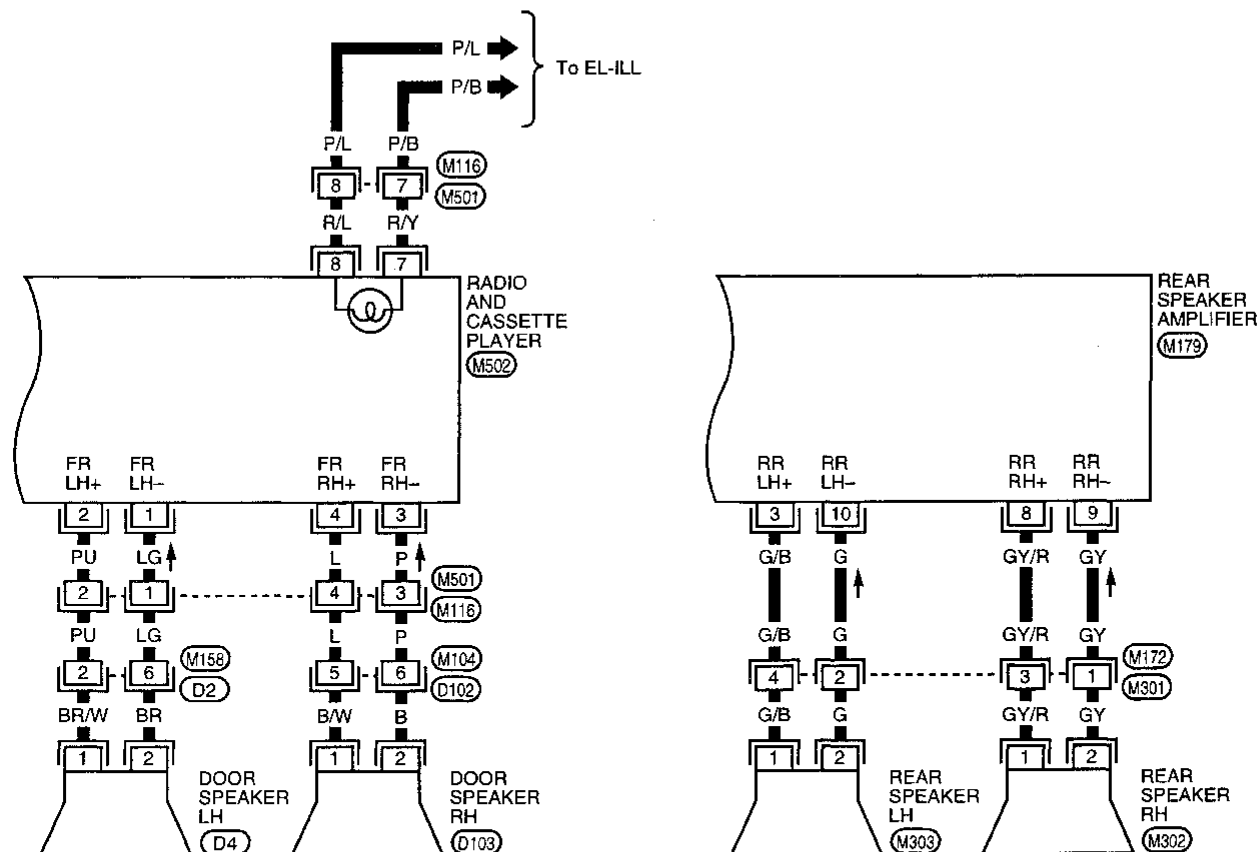 P/L
P/B
To EL-ILL
P/L P/B
M116
8 7
M501
R/L R/Y
8 7
RADIO
AND
CASSETTE
PLAYER
M502
REAR
SPEAKER
AMPLIFIER
M179
FR FR FR FR
LH+ LH- RH+ RH-
2 1 4 3
PU LG L P
M501
2 1 4 3
M116
PU LG L P
M158 M104
2 6 5 6
D2 D102
BR/W BR B/W B
1 2 1 2
DOOR
SPEAKER
LH
D4
DOOR
SPEAKER
RH
D103
RR RR RR RR
LH+ LH- RH+ RH-
3 10 8 9
G/B G GY/R GY
G/B G GY/R GY
M172
4 2 3 1
M301
G/B G GY/R GY
1 2 1 2
REAR
SPEAKER
LH
M303
REAR
SPEAKER
RH
M302